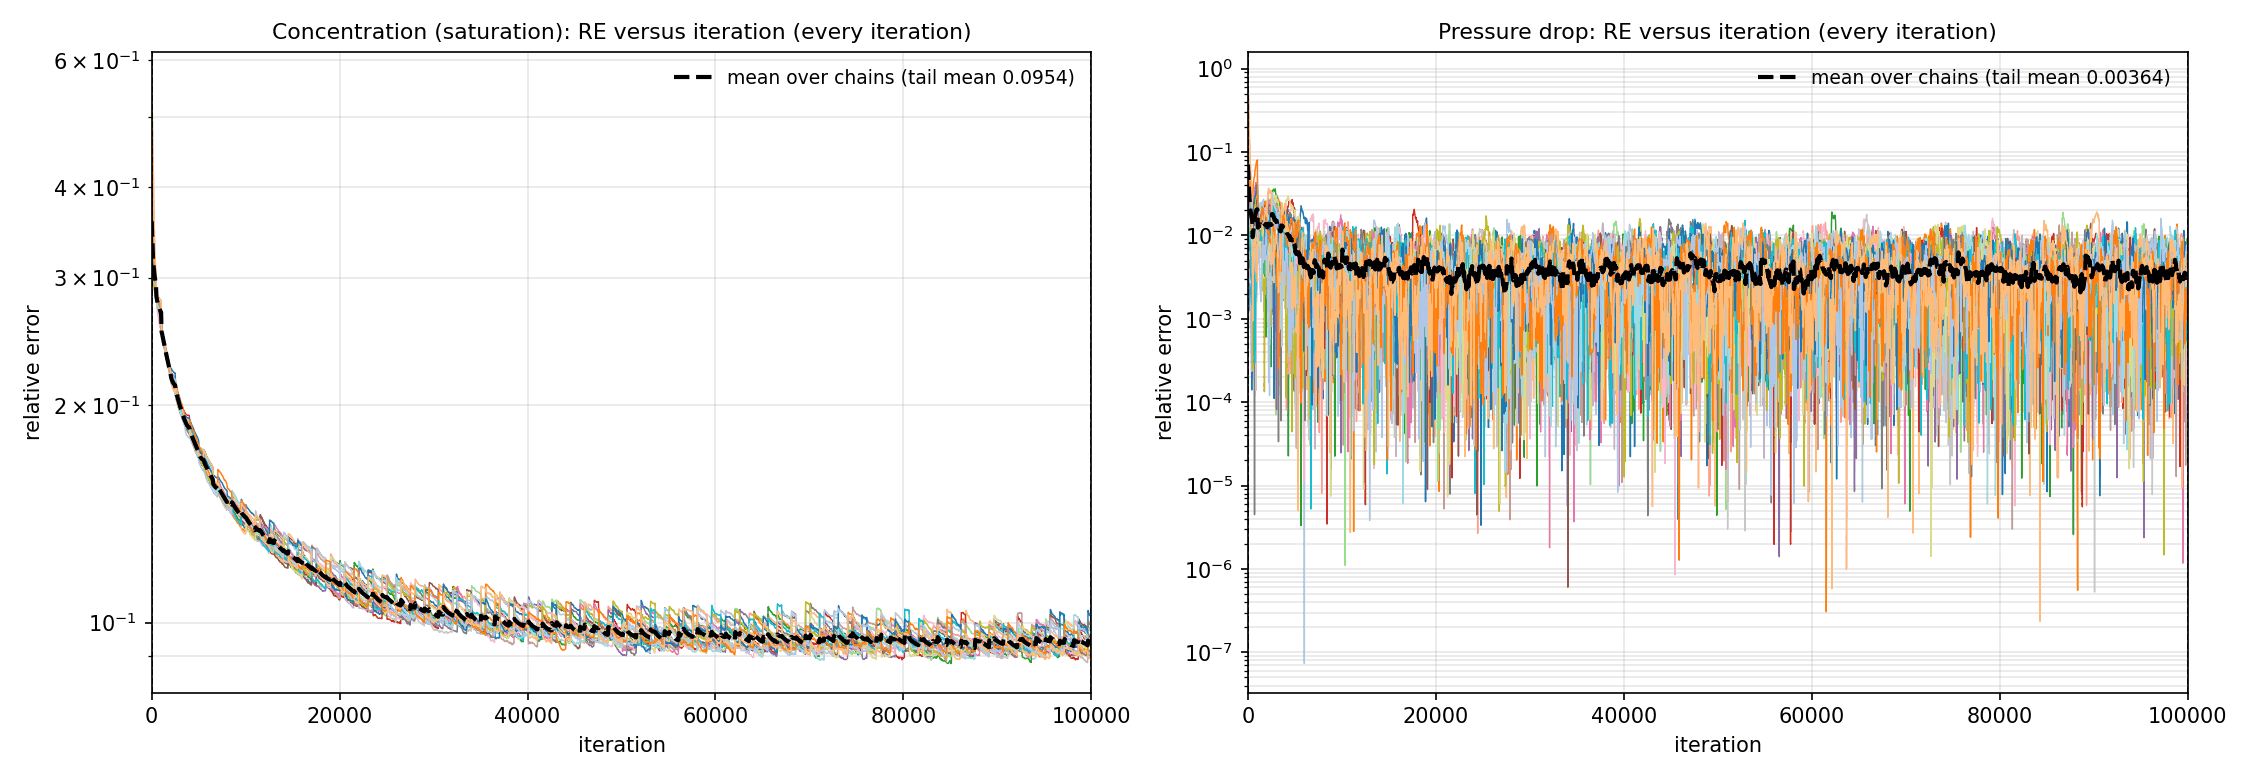 Concentration (saturation): RE versus iteration (every iteration)
mean over chains (tail mean 0.0954)
6 × 10⁻¹
4 × 10⁻¹
3 × 10⁻¹
2 × 10⁻¹
10⁻¹
relative error
0 20000 40000 60000 80000 100000
iteration
Pressure drop: RE versus iteration (every iteration)
mean over chains (tail mean 0.00364)
10⁰
10⁻¹
10⁻²
10⁻³
10⁻⁴
10⁻⁵
10⁻⁶
10⁻⁷
relative error
0 20000 40000 60000 80000 100000
iteration